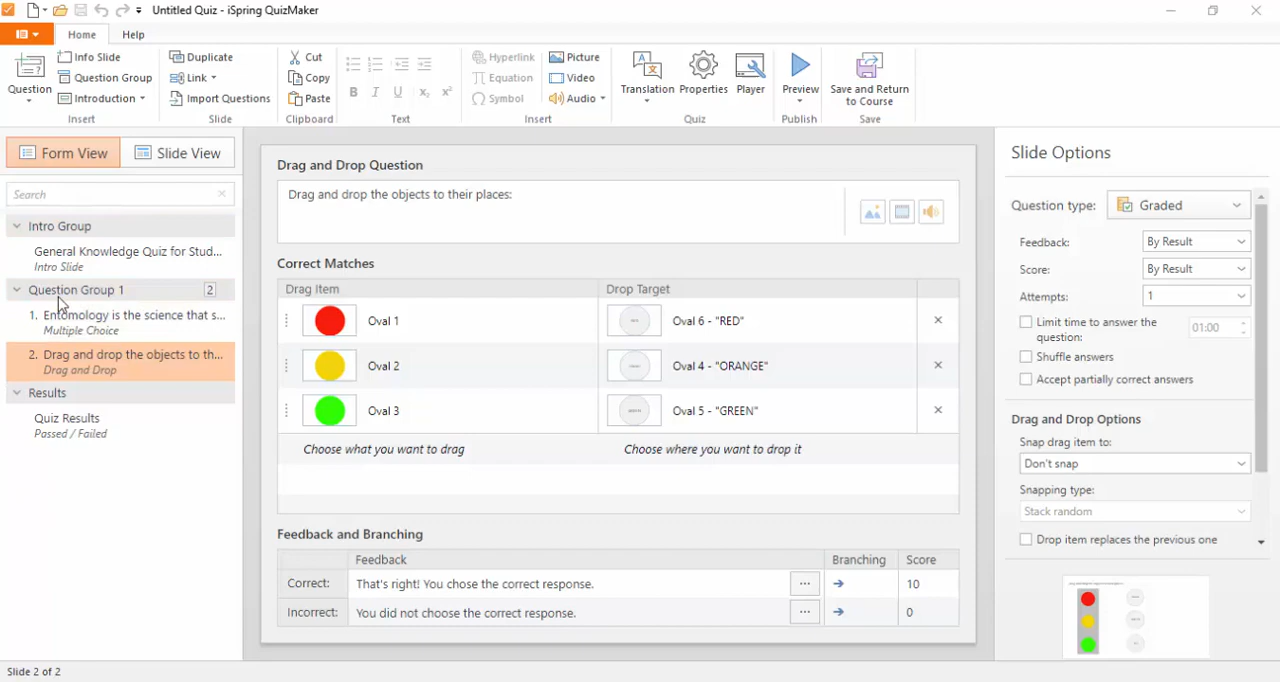 Untitled Quiz - iSpring QuizMaker
Home Help
Info Slide
Question Group
Introduction
Question
Insert
Duplicate
Link
Import Questions
Slide
Cut
Copy
Paste
Clipboard
B I U X₂ X²
Text
Hyperlink
Equation
Symbol
Picture
Video
Audio
Insert
Translation
Properties
Player
Quiz
Preview
Publish
Save and Return
to Course
Save
Form View
Slide View
Search
Intro Group
General Knowledge Quiz for Stud...
Intro Slide
Question Group 1 2
1. Entomology is the science that s...
Multiple Choice
2. Drag and drop the objects to th...
Drag and Drop
Results
Quiz Results
Passed / Failed
Drag and Drop Question
Drag and drop the objects to their places:
Correct Matches
Drag Item Drop Target
Oval 1 Oval 6 - "RED"
Oval 2 Oval 4 - "ORANGE"
Oval 3 Oval 5 - "GREEN"
Choose what you want to drag Choose where you want to drop it
Feedback and Branching
Feedback Branching Score
Correct: That's right! You chose the correct response. ... 10
Incorrect: You did not choose the correct response. ... 0
Slide Options
Question type: Graded
Feedback: By Result
Score: By Result
Attempts: 1
Limit time to answer the
question: 01:00
Shuffle answers
Accept partially correct answers
Drag and Drop Options
Snap drag item to:
Don't snap
Snapping type:
Stack random
Drop item replaces the previous one
Slide 2 of 2